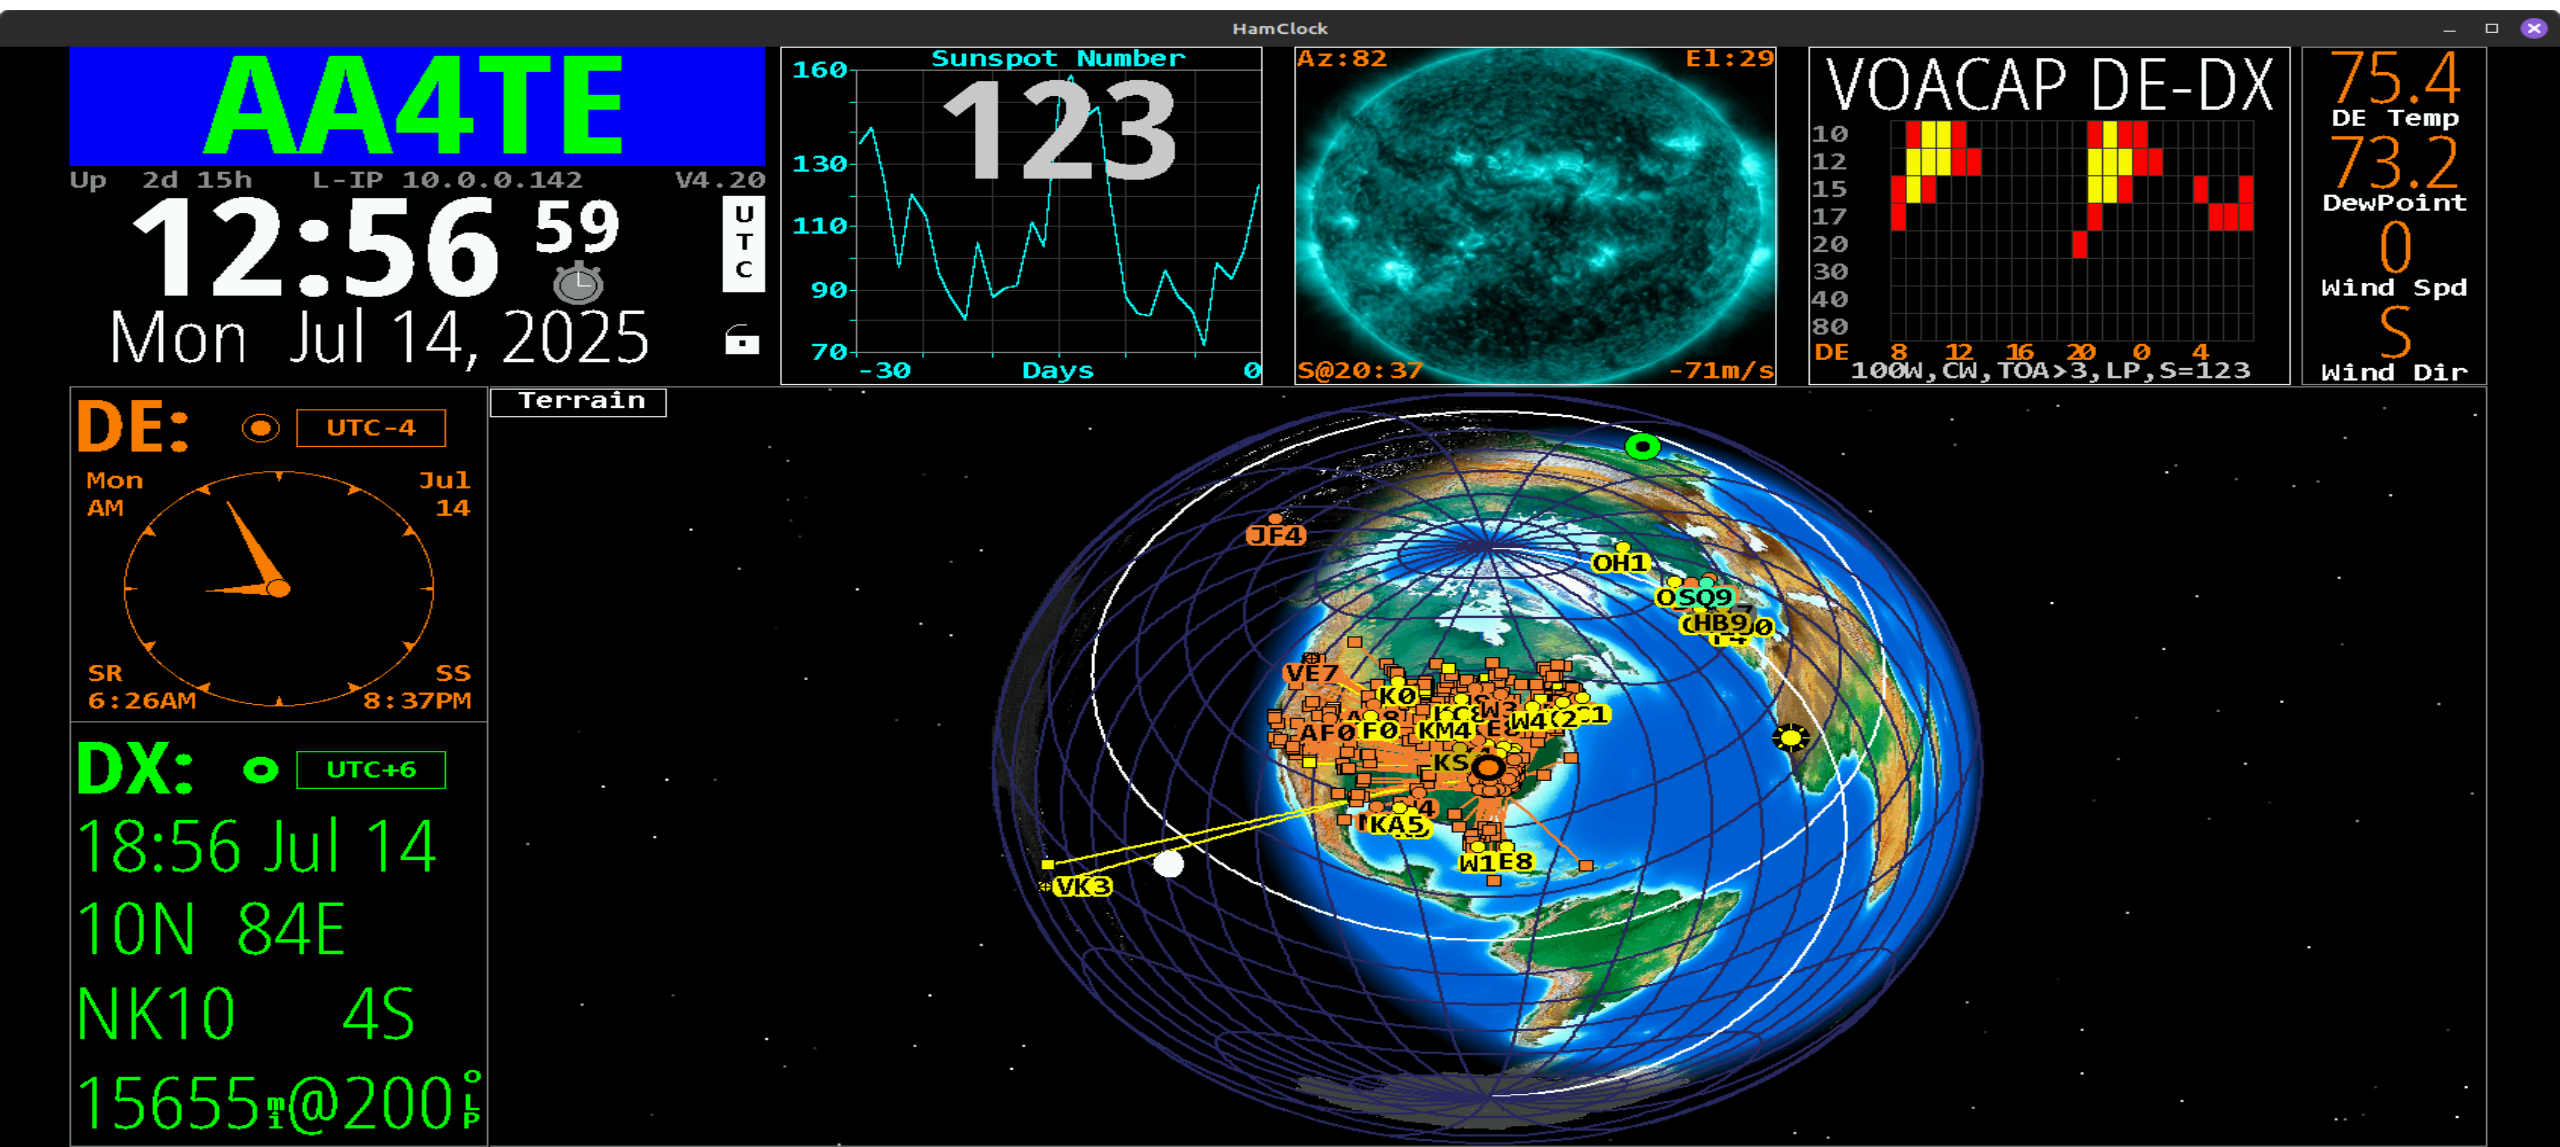 HamClock
AA4TE
Up 2d 15h L-IP 10.0.0.142 V4.20
12:56 59
UTC
Mon Jul 14, 2025
Sunspot Number
123
160
130
110
90
70
-30 Days 0
Az:82 El:29
S@20:37 -71m/s
VOACAP DE-DX
10
12
15
17
20
30
40
80
DE 8 12 16 20 0 4
100W,CW,TOA>3,LP,S=123
75.4
DE Temp
73.2
DewPoint
0
Wind Spd
S
Wind Dir
DE: UTC-4
Mon Jul
AM 14
SR SS
6:26AM 8:37PM
DX: UTC+6
18:56 Jul 14
10N 84E
NK10 4S
15655mi@200° LP
Terrain
JF4
OH1
SQ9
HB9
VE7
K0
W3
W4
AF0
F0
KM4
KS
KA5
W1
E8
VK3